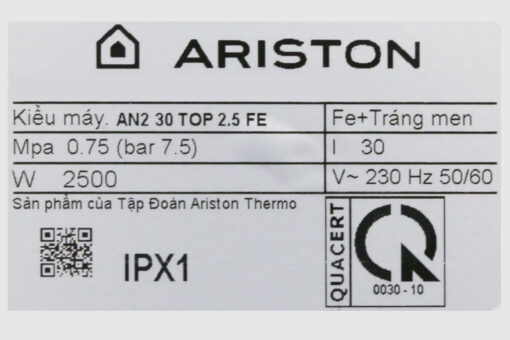 ARISTON
Kiểu máy. AN2 30 TOP 2.5 FE
Fe+Tráng men
Mpa 0.75 (bar 7.5)
l 30
W 2500
V~ 230 Hz 50/60
Sản phẩm của Tập Đoàn Ariston Thermo
IPX1
QUACERT
0030 - 10